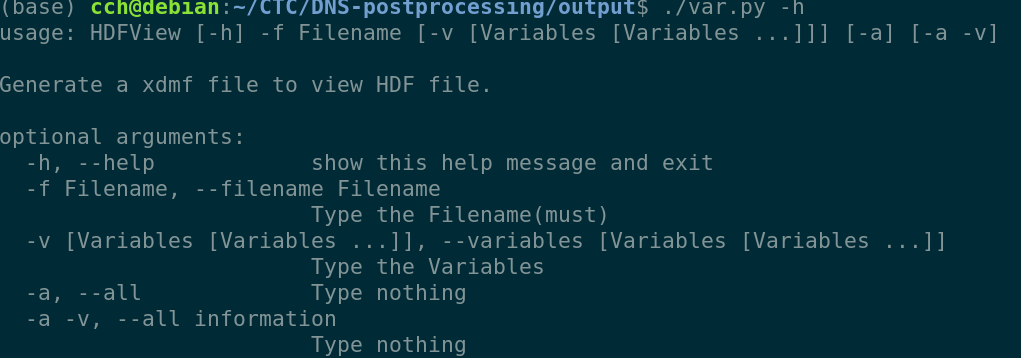 (base) cch@debian:~/CTC/DNS-postprocessing/output$ ./var.py -h
usage: HDFView [-h] -f Filename [-v [Variables [Variables ...]]] [-a] [-a -v]
Generate a xdmf file to view HDF file.
optional arguments:
-h, --help show this help message and exit
-f Filename, --filename Filename
Type the Filename(must)
-v [Variables [Variables ...]], --variables [Variables [Variables ...]]
Type the Variables
-a, --all Type nothing
-a -v, --all information
Type nothing